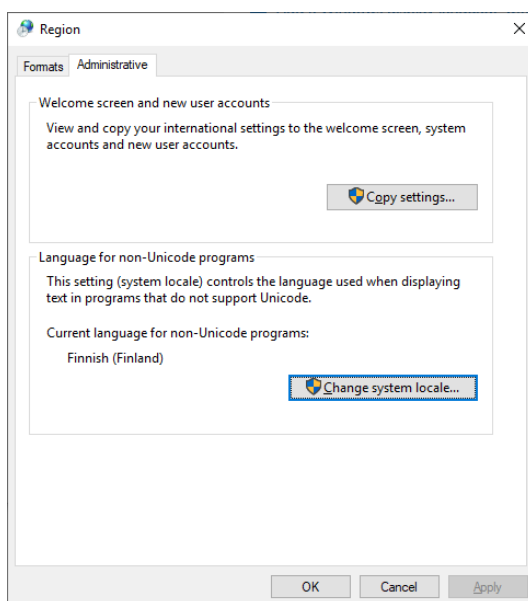 Region
Formats
Administrative
Welcome screen and new user accounts
View and copy your international settings to the welcome screen, system
accounts and new user accounts.
Copy settings...
Language for non-Unicode programs
This setting (system locale) controls the language used when displaying
text in programs that do not support Unicode.
Current language for non-Unicode programs:
Finnish (Finland)
Change system locale...
OK
Cancel
Apply